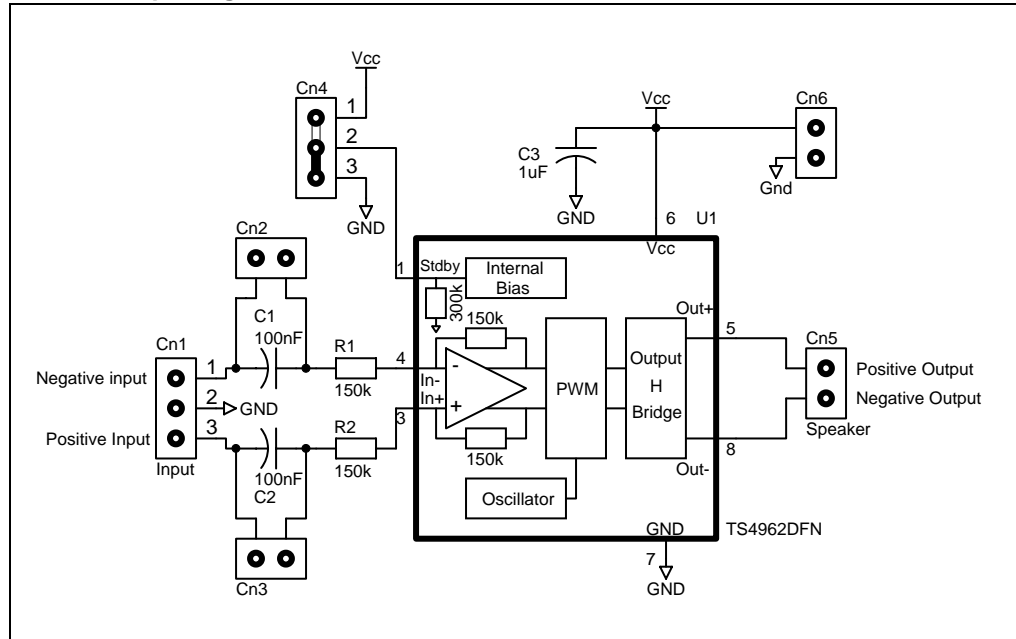 Vcc
Cn4
1
2
3
GND
Vcc
Cn6
C3
1uF
GND
Gnd
6
U1
Vcc
Cn2
1
Stdby
Internal
Bias
300k
C1
100nF
150k
Out+
5
Cn5
Cn1
R1
4
Negative input
1
150k
-
In-
In+
+
PWM
Output
H
Bridge
Positive Output
Negative Output
2
GND
3
Positive Input
3
R2
Speaker
Input
150k
100nF
C2
150k
8
Out-
Oscillator
GND
TS4962DFN
7
GND
Cn3